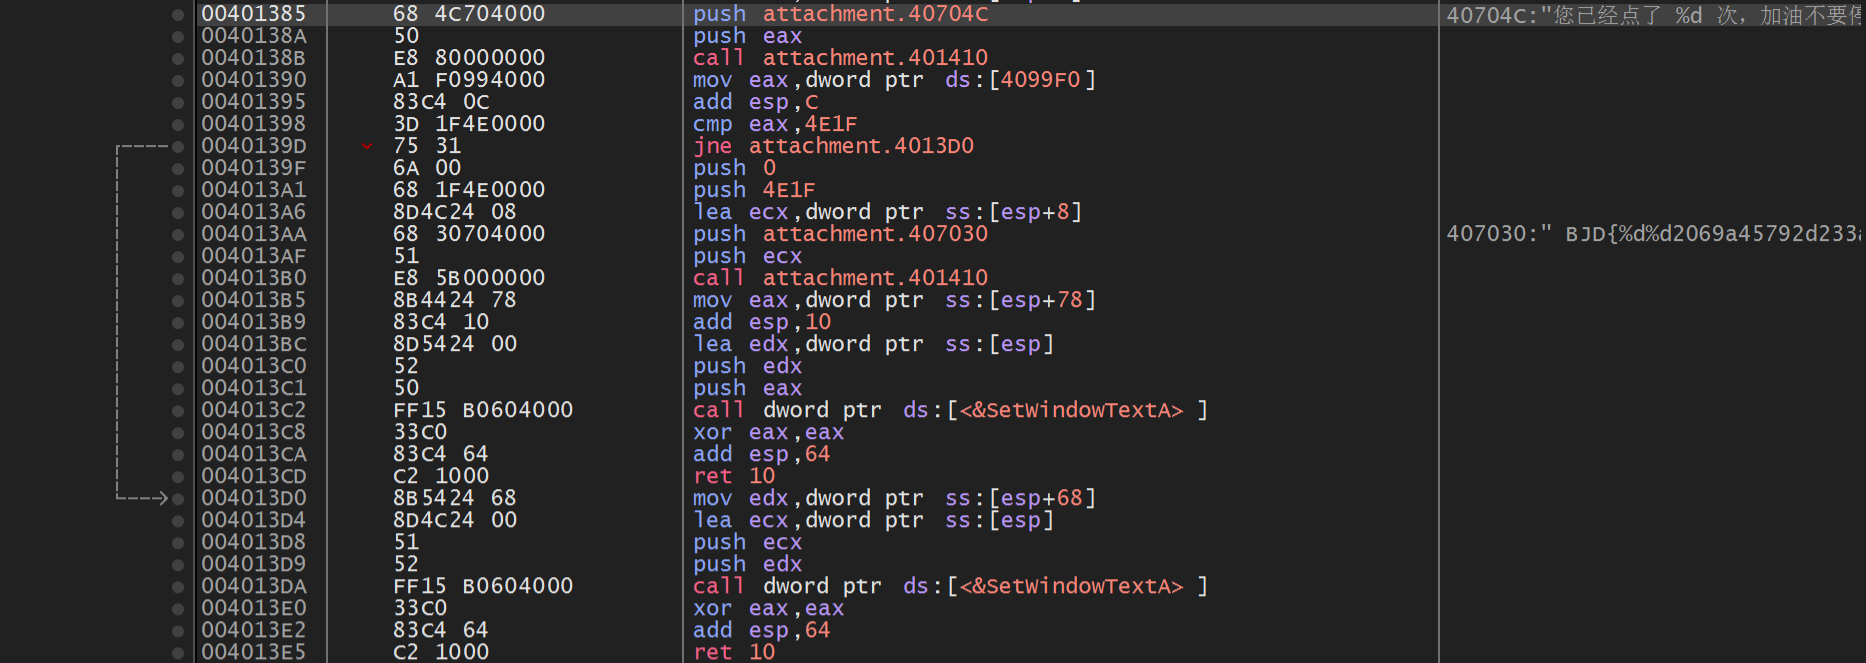 00401385 68 4C704000 push attachment.40704C 40704C:"您已经点了 %d 次，加油不要停
0040138A 50 push eax
0040138B E8 80000000 call attachment.401410
00401390 A1 F0994000 mov eax,dword ptr ds:[4099F0]
00401395 83C4 0C add esp,C
00401398 3D 1F4E0000 cmp eax,4E1F
0040139D 75 31 jne attachment.4013D0
0040139F 6A 00 push 0
004013A1 68 1F4E0000 push 4E1F
004013A6 8D4C24 08 lea ecx,dword ptr ss:[esp+8]
004013AA 68 30704000 push attachment.407030 407030:" BJD{%d%d2069a45792d233a
004013AF 51 push ecx
004013B0 E8 5B000000 call attachment.401410
004013B5 8B4424 78 mov eax,dword ptr ss:[esp+78]
004013B9 83C4 10 add esp,10
004013BC 8D5424 00 lea edx,dword ptr ss:[esp]
004013C0 52 push edx
004013C1 50 push eax
004013C2 FF15 B0604000 call dword ptr ds:[<&SetWindowTextA> ]
004013C8 33C0 xor eax,eax
004013CA 83C4 64 add esp,64
004013CD C2 1000 ret 10
004013D0 8B5424 68 mov edx,dword ptr ss:[esp+68]
004013D4 8D4C24 00 lea ecx,dword ptr ss:[esp]
004013D8 51 push ecx
004013D9 52 push edx
004013DA FF15 B0604000 call dword ptr ds:[<&SetWindowTextA> ]
004013E0 33C0 xor eax,eax
004013E2 83C4 64 add esp,64
004013E5 C2 1000 ret 10